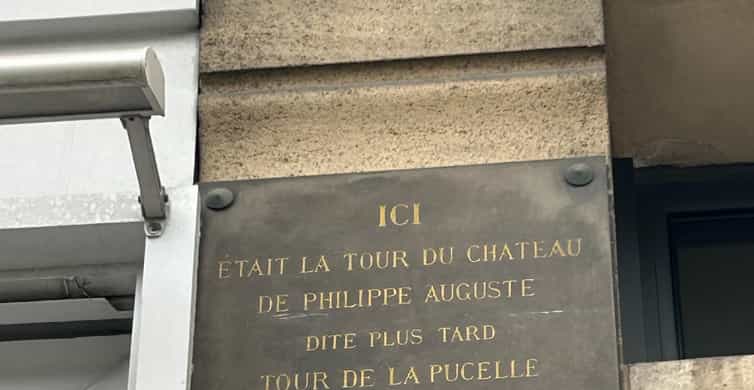 ICI
ÉTAIT LA TOUR DU CHATEAU
DE PHILIPPE AUGUSTE
DITE PLUS TARD
TOUR DE LA PUCELLE